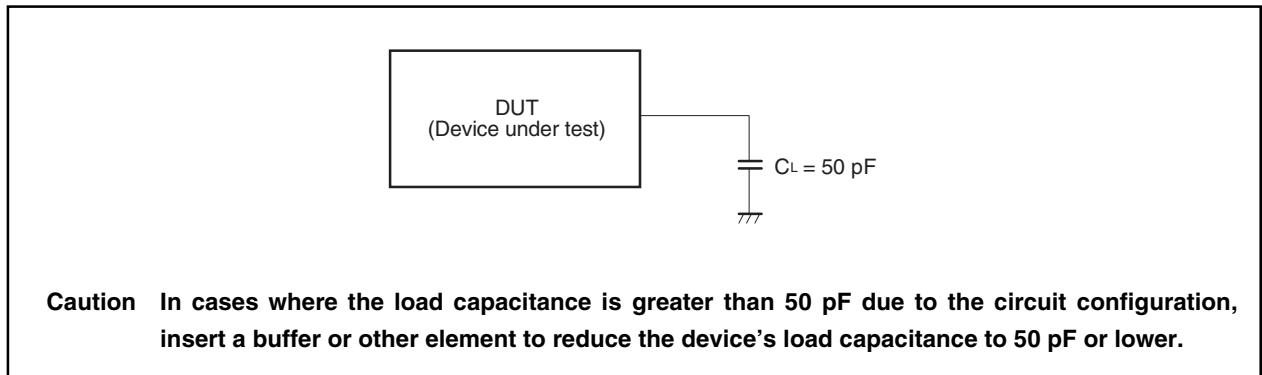 DUT
(Device under test)
CL = 50 pF
Caution In cases where the load capacitance is greater than 50 pF due to the circuit configuration,
insert a buffer or other element to reduce the device's load capacitance to 50 pF or lower.